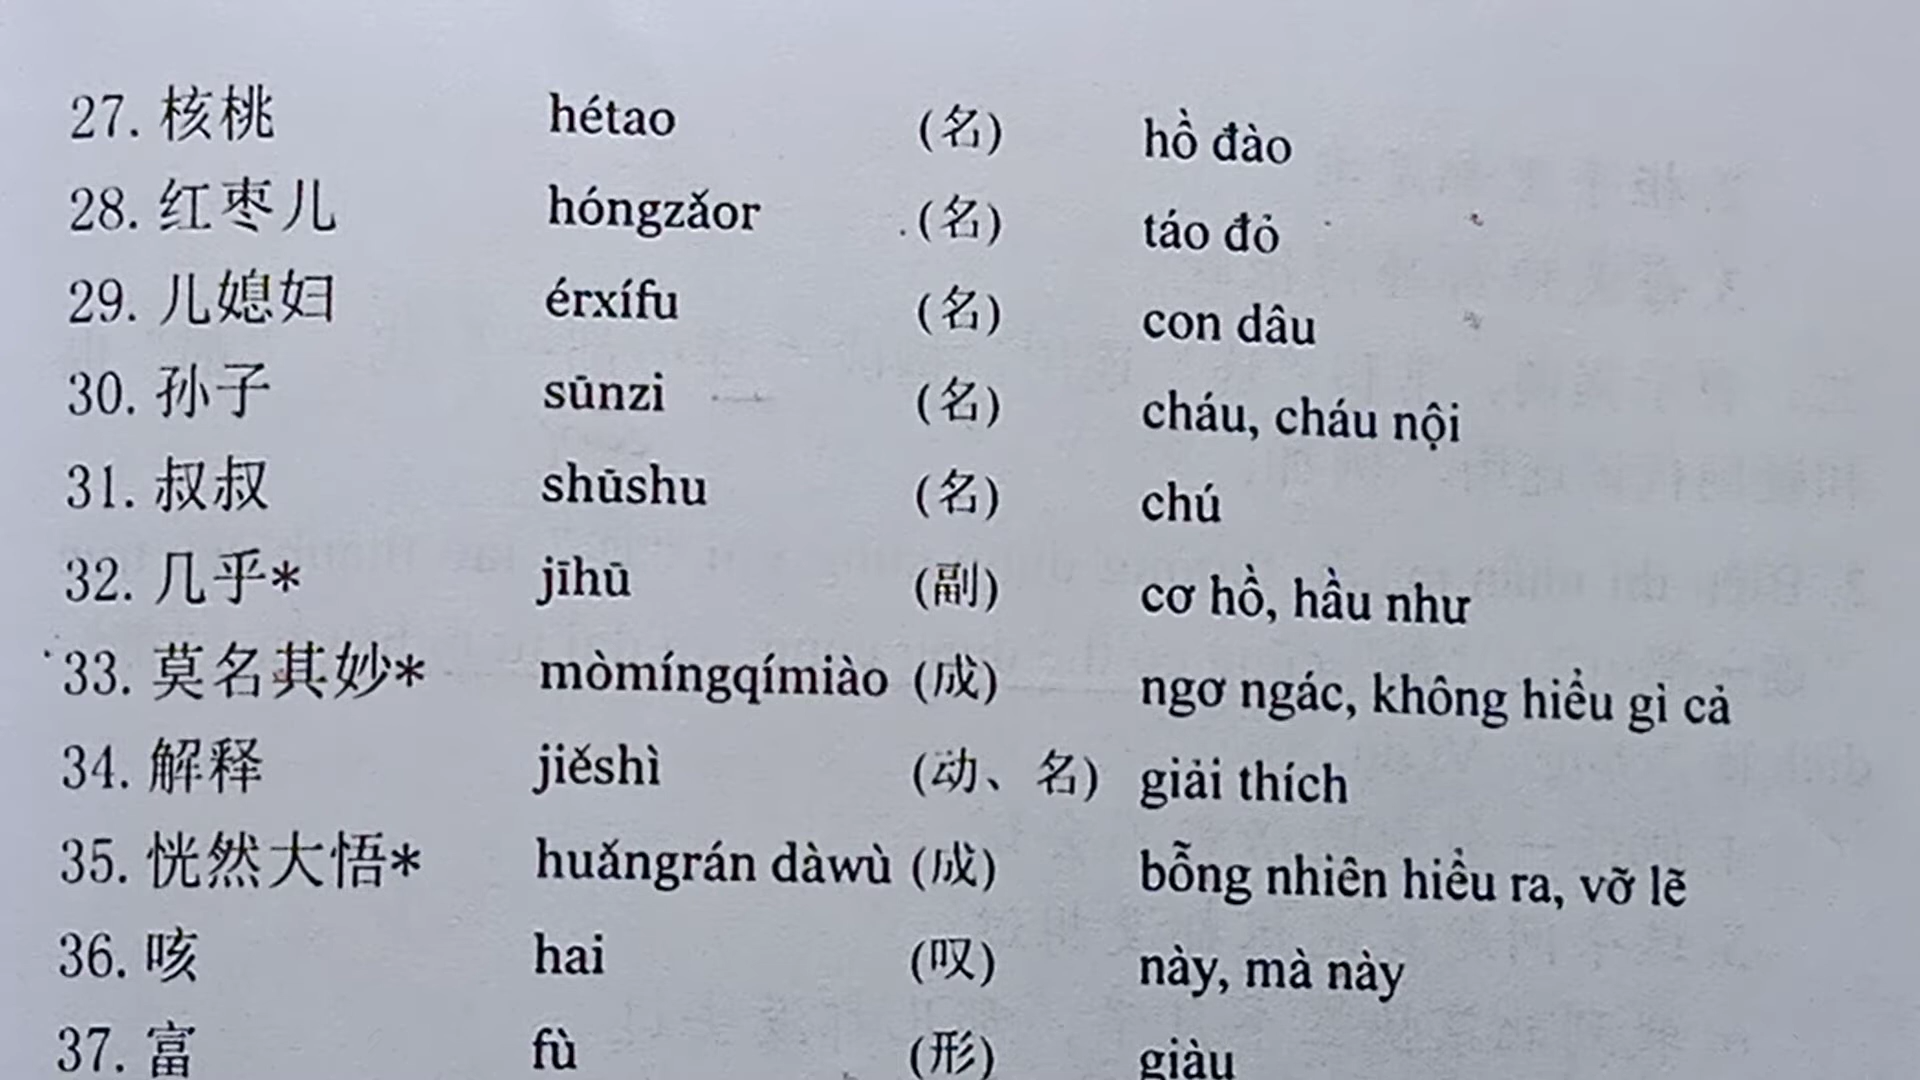 27. 核桃 hétao (名) hồ đào
28. 红枣儿 hóngzǎor (名) táo đỏ
29. 儿媳妇 érxífu (名) con dâu
30. 孙子 sūnzi (名) cháu, cháu nội
31. 叔叔 shūshu (名) chú
32. 几乎* jīhū (副) cơ hồ, hầu như
33. 莫名其妙* mòmíngqímiào (成) ngơ ngác, không hiểu gì cả
34. 解释 jiěshì (动、名) giải thích
35. 恍然大悟* huǎngrán dàwù (成) bỗng nhiên hiểu ra, vỡ lẽ
36. 咳 hai (叹) này, mà này
37. 富 fù (形) giàu